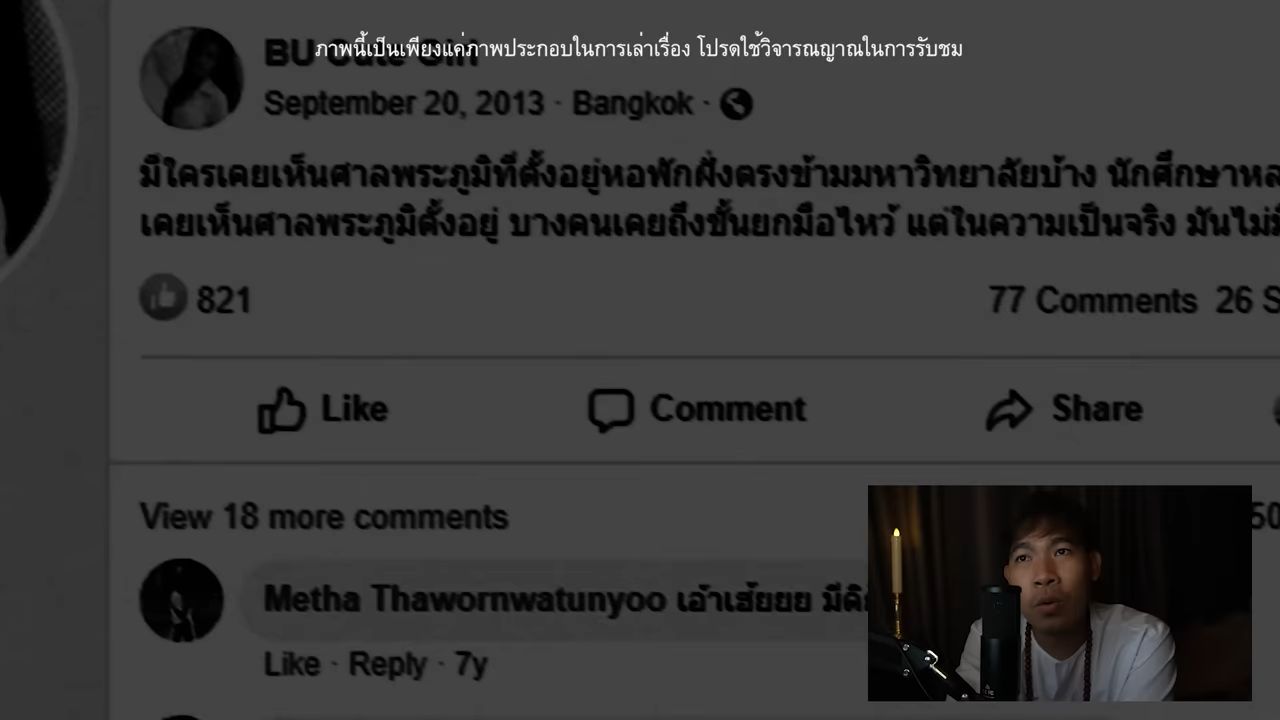 ภาพนี้เป็นเพียงแค่ภาพประกอบในการเล่าเรื่อง โปรดใช้วิจารณญาณในการรับชม
BU Cute Girl
September 20, 2013 · Bangkok ·
มีใครเคยเห็นศาลพระภูมิที่ตั้งอยู่หอพักฝั่งตรงข้ามมหาวิทยาลัยบ้าง นักศึกษาหล
เคยเห็นศาลพระภูมิตั้งอยู่ บางคนเคยถึงขั้นยกมือไหว้ แต่ในความเป็นจริง มันไม่
821
77 Comments 26 S
Like
Comment
Share
View 18 more comments
50
Metha Thawornwatunyoo เอ้าเฮ้ยยย มีดิ
Like · Reply · 7y